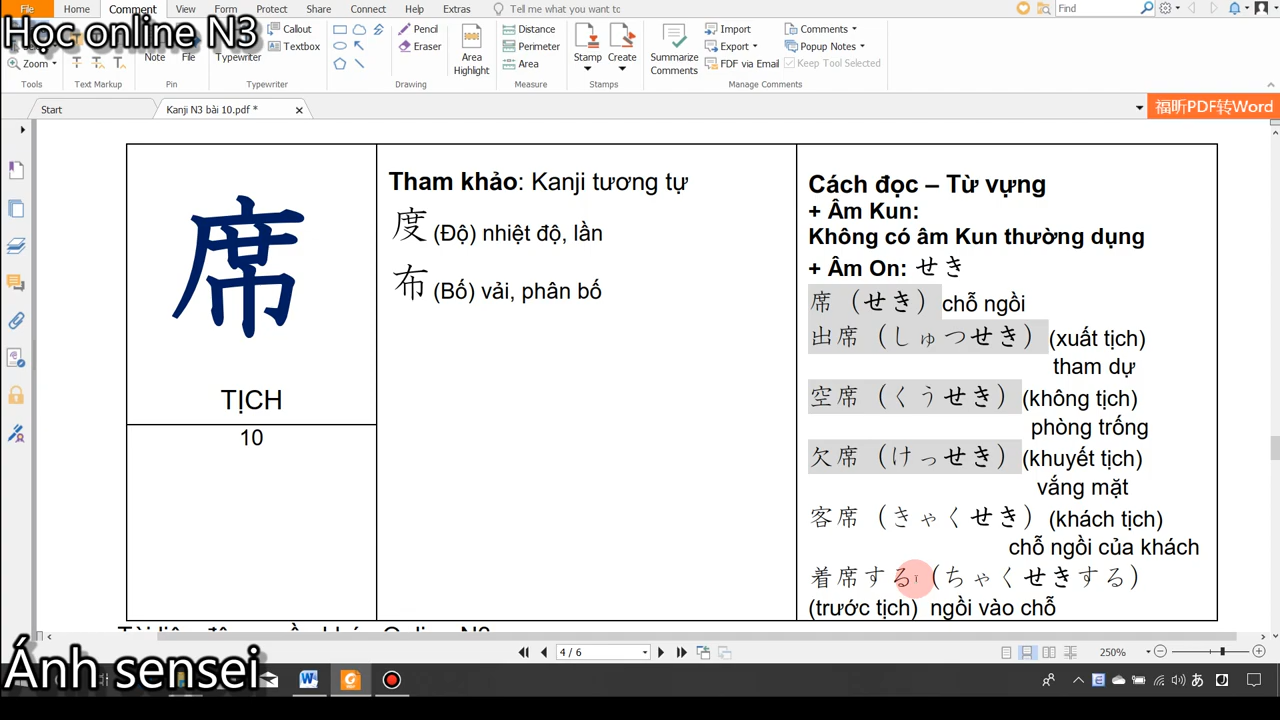 File Home Comment View Form Protect Share Connect Help Extras Tell me what you want tc Find
Học online N3
Callout Pencil Distance Import Comments
Textbox Eraser Perimeter Export Popup Notes
Zoom Typewriter Note File Area Highlight Area Stamp Create Summarize Comments FDF via Email Keep Tool Selected
Tools Text Markup Typewriter Drawing Measure Stamps Manage Comments
Start Kanji N3 bài 10.pdf * 福昕PDF转Word
席
TỊCH
10
Tham khảo: Kanji tương tự
度 (Độ) nhiệt độ, lần
布 (Bố) vải, phân bố
Cách đọc – Từ vựng
+ Âm Kun:
Không có âm Kun thường dụng
+ Âm On: せき
席（せき）chỗ ngồi
出席（しゅつせき）(xuất tịch)
tham dự
空席（くうせき）(không tịch)
phòng trống
欠席（けっせき）(khuyết tịch)
vắng mặt
客席（きゃくせき）(khách tịch)
chỗ ngồi của khách
着席する（ちゃくせきする）
(trước tịch) ngồi vào chỗ
4 / 6 250%
Ánh sensei
あ